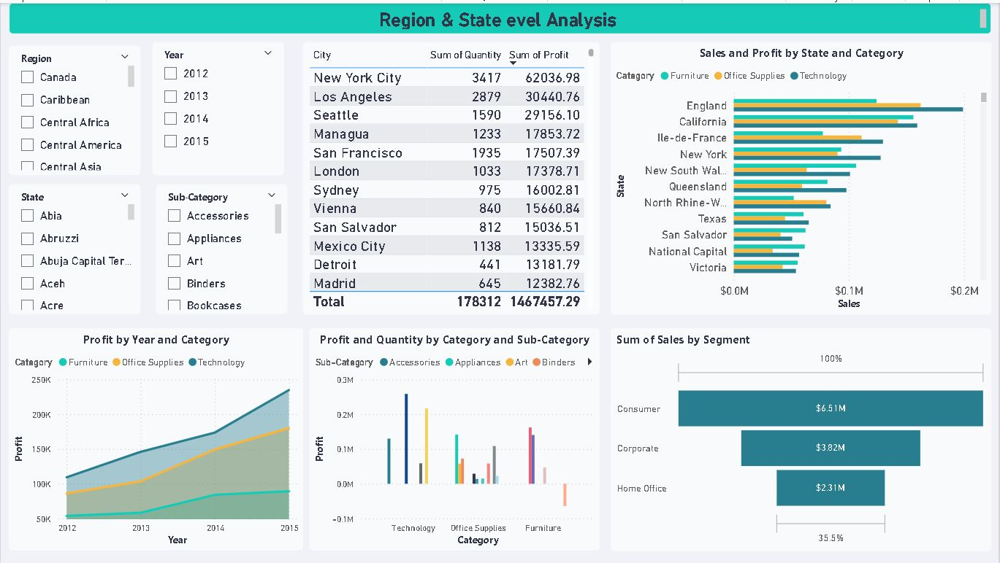 Region & State evel Analysis
Region
Canada
Caribbean
Central Africa
Central America
Central Asia
Year
2012
2013
2014
2015
State
Abia
Abruzzi
Abuja Capital Ter...
Aceh
Acre
Sub-Category
Accessories
Appliances
Art
Binders
Bookcases
City Sum of Quantity Sum of Profit
New York City 3417 62036.98
Los Angeles 2879 30440.76
Seattle 1590 29156.10
Managua 1233 17853.72
San Francisco 1935 17507.39
London 1033 17378.71
Sydney 975 16002.81
Vienna 840 15660.84
San Salvador 812 15036.51
Mexico City 1138 13335.59
Detroit 441 13181.79
Madrid 645 12382.76
Total 178312 1467457.29
Sales and Profit by State and Category
Category Furniture Office Supplies Technology
State
England
California
Ile-de-France
New York
New South Wal...
Queensland
North Rhine-W...
Texas
San Salvador
National Capital
Victoria
$0.0M $0.1M $0.2M
Sales
Profit by Year and Category
Category Furniture Office Supplies Technology
Profit
250K
200K
150K
100K
50K
2012 2013 2014 2015
Year
Profit and Quantity by Category and Sub-Category
Sub-Category Accessories Appliances Art Binders
Profit
0.3M
0.2M
0.1M
0.0M
-0.1M
Technology Office Supplies Furniture
Category
Sum of Sales by Segment
100%
Consumer $6.51M
Corporate $3.82M
Home Office $2.31M
35.5%